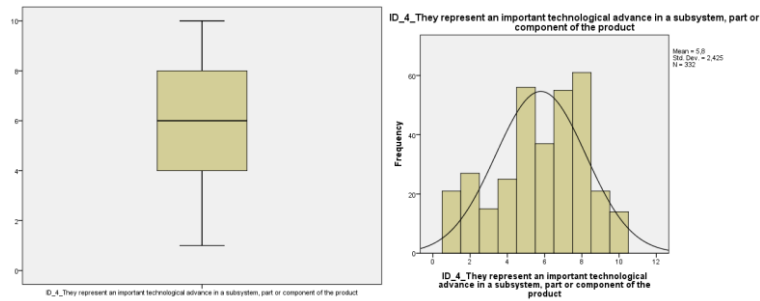 10
8
6
4
2
0
ID_4_They represent an important technological advance in a subsystem, part or component of the product
ID_4_They represent an important technological advance in a subsystem, part or
component of the product
Mean = 5,8
Std. Dev. = 2,425
N = 332
Frequency
60
40
20
0
0 2 4 6 8 10 12
ID_4_They represent an important technological
advance in a subsystem, part or component of the
product